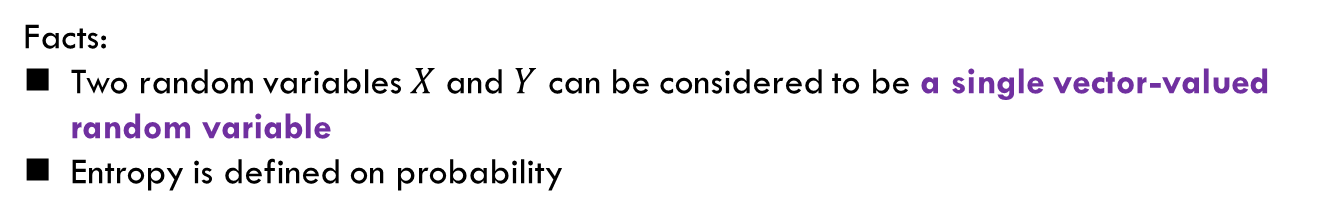 Facts:
■ Two random variables X and Y can be considered to be a single vector-valued
random variable
■ Entropy is defined on probability